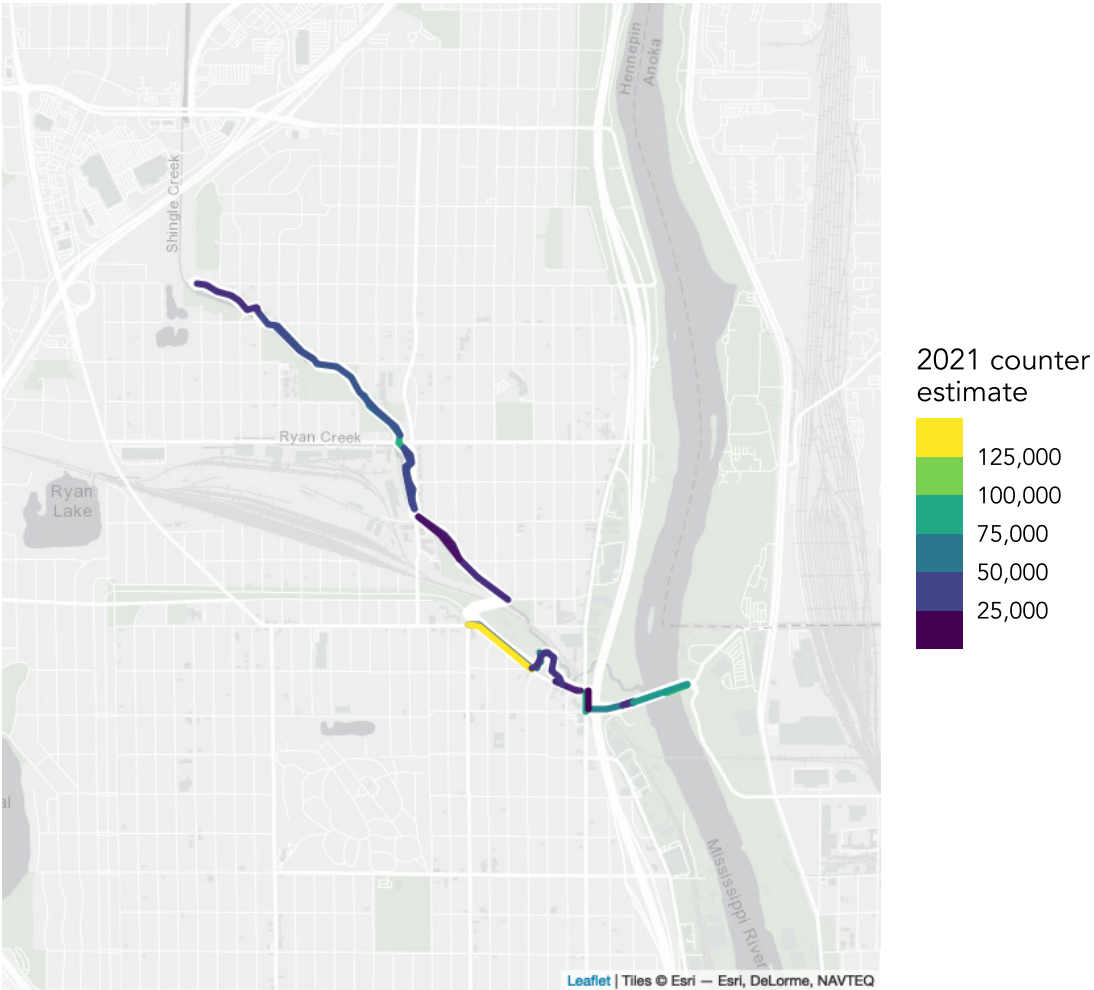 Hennepin
Anoka
Shingle Creek
2021 counter
estimate
125,000
100,000
75,000
50,000
25,000
Ryan Creek
Ryan
Lake
al
Mississippi River
Leaflet | Tiles © Esri — Esri, DeLorme, NAVTEQ